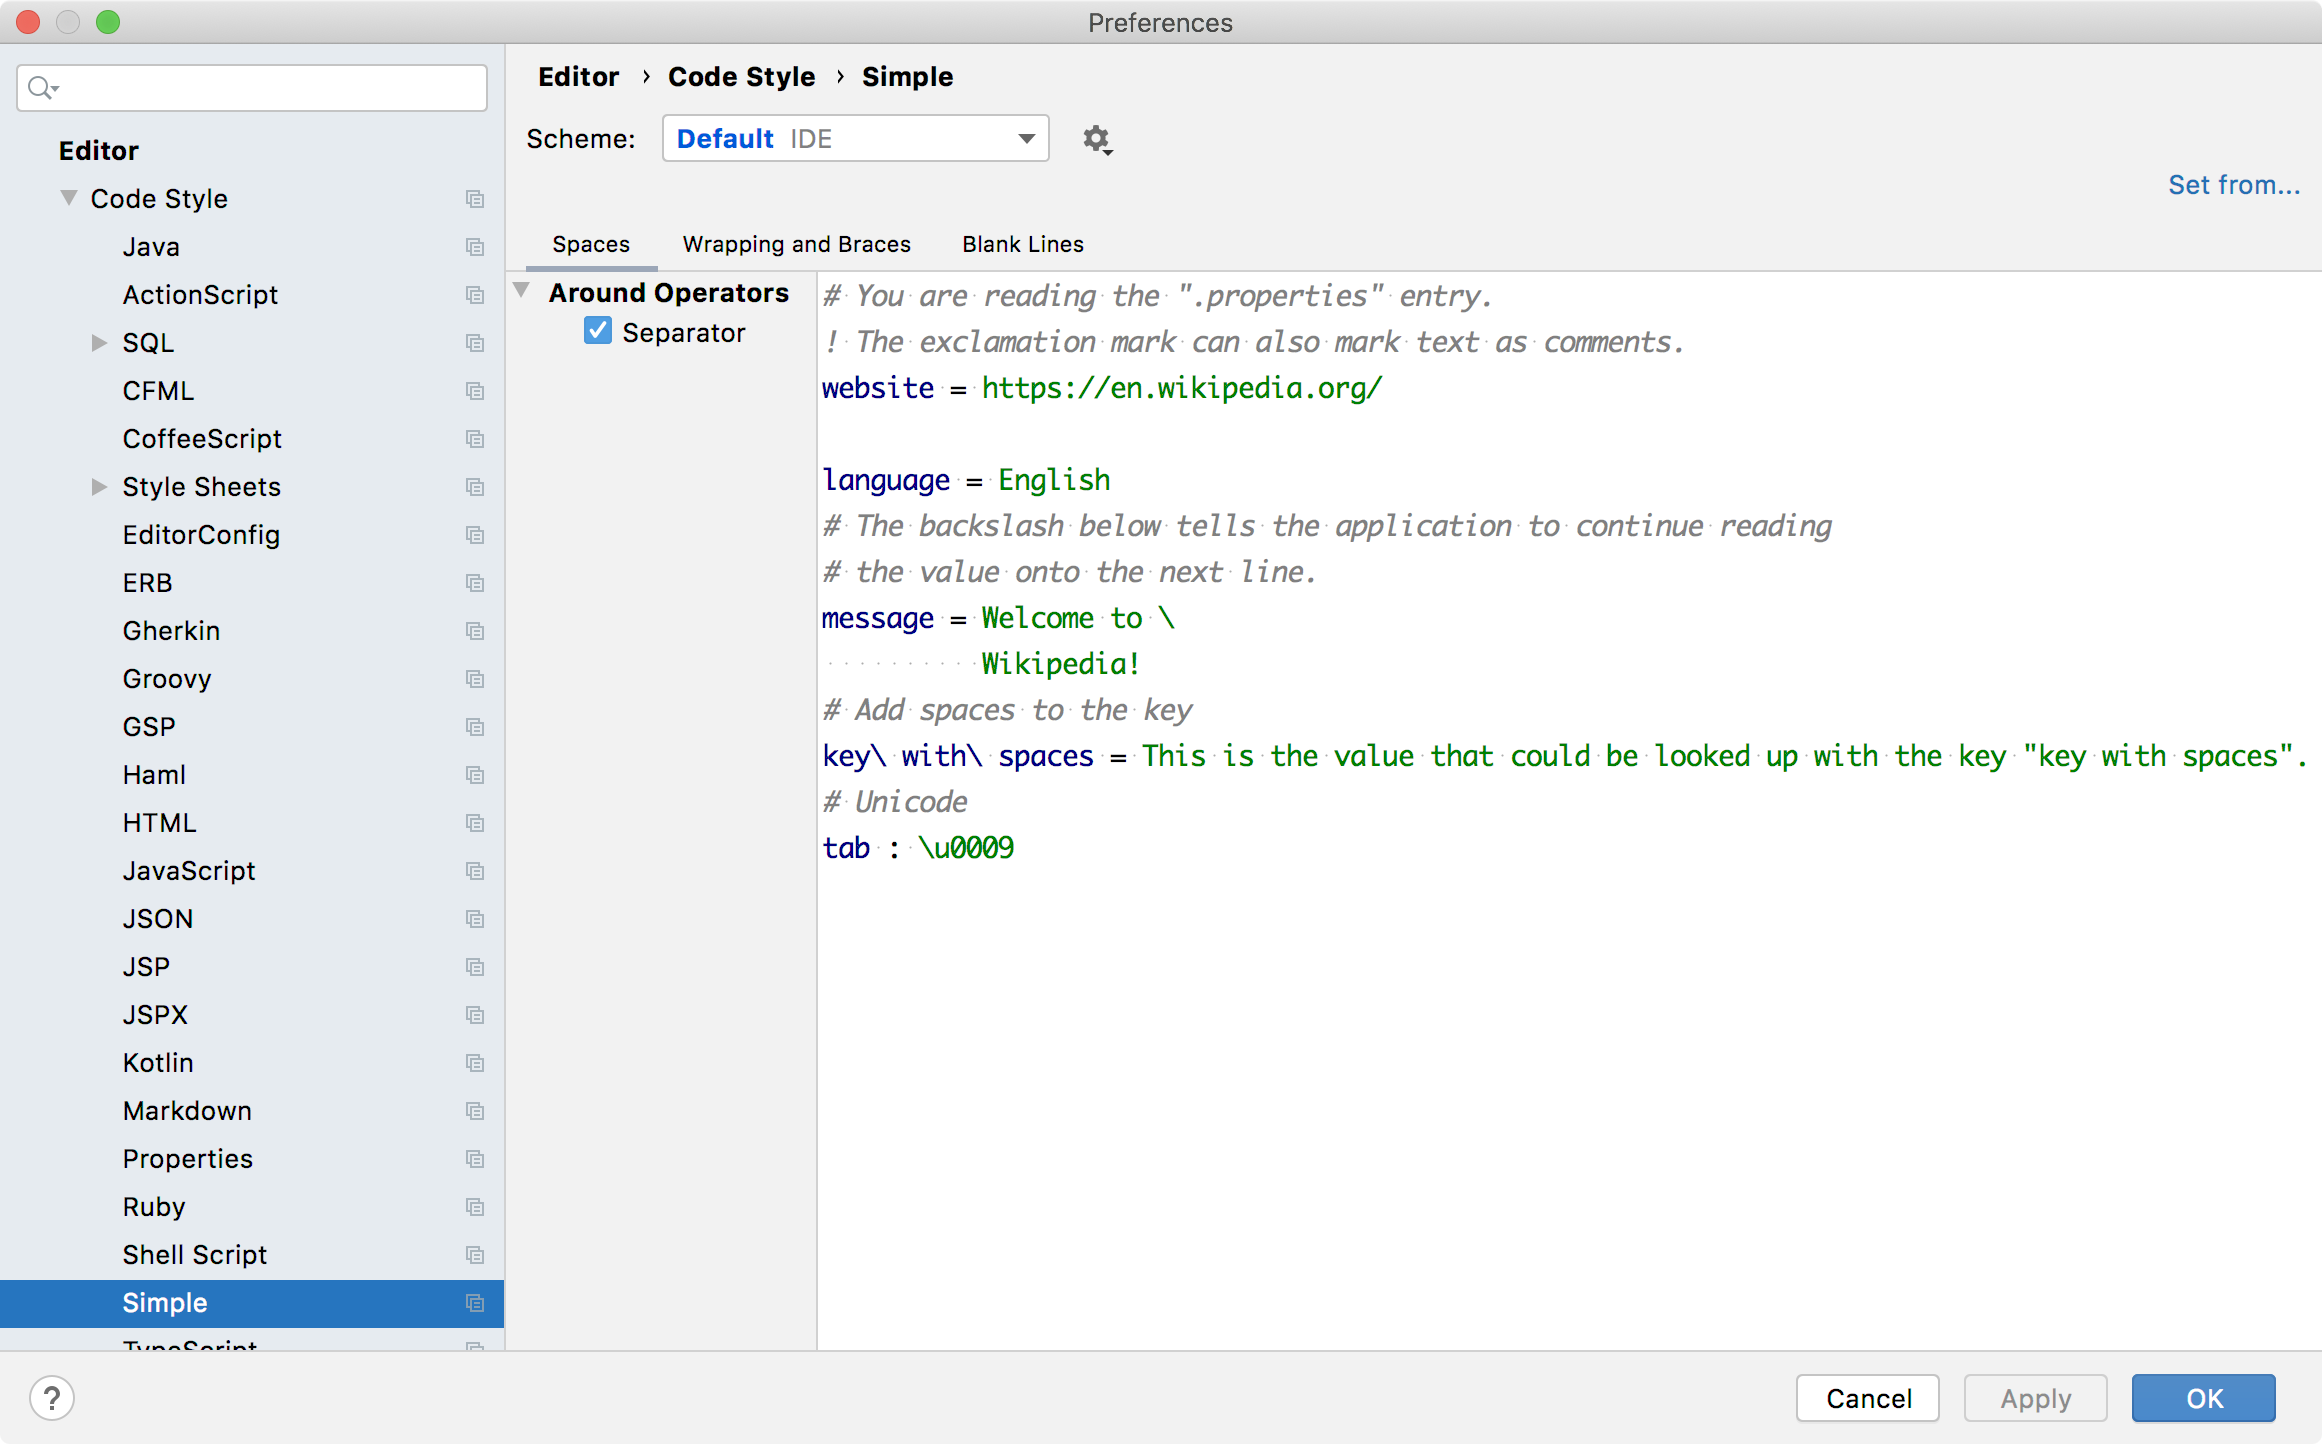 Preferences
Editor
Code Style
Java
ActionScript
SQL
CFML
CoffeeScript
Style Sheets
EditorConfig
ERB
Gherkin
Groovy
GSP
Haml
HTML
JavaScript
JSON
JSP
JSPX
Kotlin
Markdown
Properties
Ruby
Shell Script
Simple
TypeScript
Editor › Code Style › Simple
Scheme: Default IDE
Set from...
Spaces Wrapping and Braces Blank Lines
Around Operators
Separator
# You are reading the ".properties" entry.
! The exclamation mark can also mark text as comments.
website = https://en.wikipedia.org/
language = English
# The backslash below tells the application to continue reading
# the value onto the next line.
message = Welcome to \
Wikipedia!
# Add spaces to the key
key\ with\ spaces = This is the value that could be looked up with the key "key with spaces".
# Unicode
tab : \u0009
? Cancel Apply OK